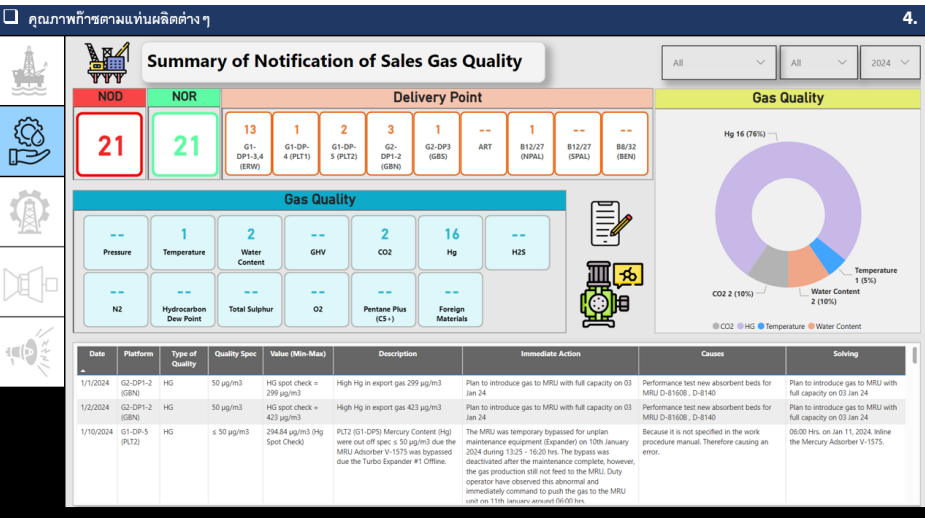 คุณภาพก๊าซตามแท่นผลิตต่างๆ
4.
Summary of Notification of Sales Gas Quality
All
All
2024
NOD
NOR
Delivery Point
Gas Quality
21
21
13
G1-
DP1-3,4
(ERW)
1
G1-DP-
4 (PLT1)
2
G1-DP-
5 (PLT2)
3
G2-
DP1-2
(GBN)
1
G2-DP3
(GBS)
--
ART
1
B12/27
(NPAL)
--
B12/27
(SPAL)
--
B8/32
(BEN)
Hg 16 (76%)
Temperature
1 (5%)
Water Content
2 (10%)
CO2 2 (10%)
CO2 HG Temperature Water Content
Gas Quality
--
Pressure
1
Temperature
2
Water
Content
--
GHV
2
CO2
16
Hg
--
H2S
--
N2
--
Hydrocarbon
Dew Point
--
Total Sulphur
--
O2
--
Pentane Plus
(C5+)
--
Foreign
Materials
Date
Platform
Type of
Quality
Quality Spec
Value (Min-Max)
Description
Immediate Action
Causes
Solving
1/1/2024
G2-DP1-2
(GBN)
HG
50 μg/m3
HG spot check =
299 μg/m3
High Hg in export gas 299 μg/m3
Plan to introduce gas to MRU with full capacity on 03
Jan 24
Performance test new absorbent beds for
MRU D-81608 , D-8140
Plan to introduce gas to MRU with
full capacity on 03 Jan 24
1/2/2024
G2-DP1-2
(GBN)
HG
50 μg/m3
HG spot check =
423 μg/m3
High Hg in export gas 423 μg/m3
Plan to introduce gas to MRU with full capacity on 03
Jan 24
Performance test new absorbent beds for
MRU D-81608 , D-8140
Plan to introduce gas to MRU with
full capacity on 03 Jan 24
1/10/2024
G1-DP-5
(PLT2)
HG
≤ 50 μg/m3
294.84 μg/m3 (Hg
Spot Check)
PLT2 (G1-DP5) Mercury Content (Hg)
were out off spec ≤ 50 μg/m3 due the
MRU Adsorber V-1575 was bypassed
due the Turbo Expander #1 Offline.
The MRU was temporary bypassed for unplan
maintenance equipment (Expander) on 10th January
2024 during 13:25 - 16:20 hrs. The bypass was
deactivated after the maintenance complete, however,
the gas production still not feed to the MRU. Duty
operator have observed this abnormal and
immediately command to push the gas to the MRU
unit on 11th January around 06:00 hrs.
Because it is not specified in the work
procedure manual. Therefore causing an
error.
06:00 Hrs. on Jan 11, 2024. Inline
the Mercury Adsorber V-1575.